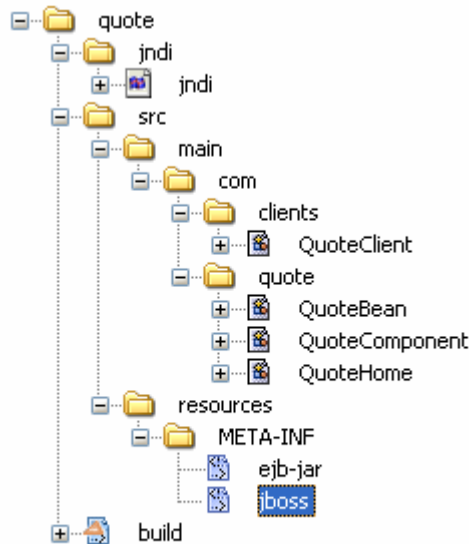 quote
jndi
jndi
src
main
com
clients
QuoteClient
quote
QuoteBean
QuoteComponent
QuoteHome
resources
META-INF
ejb-jar
jboss
build